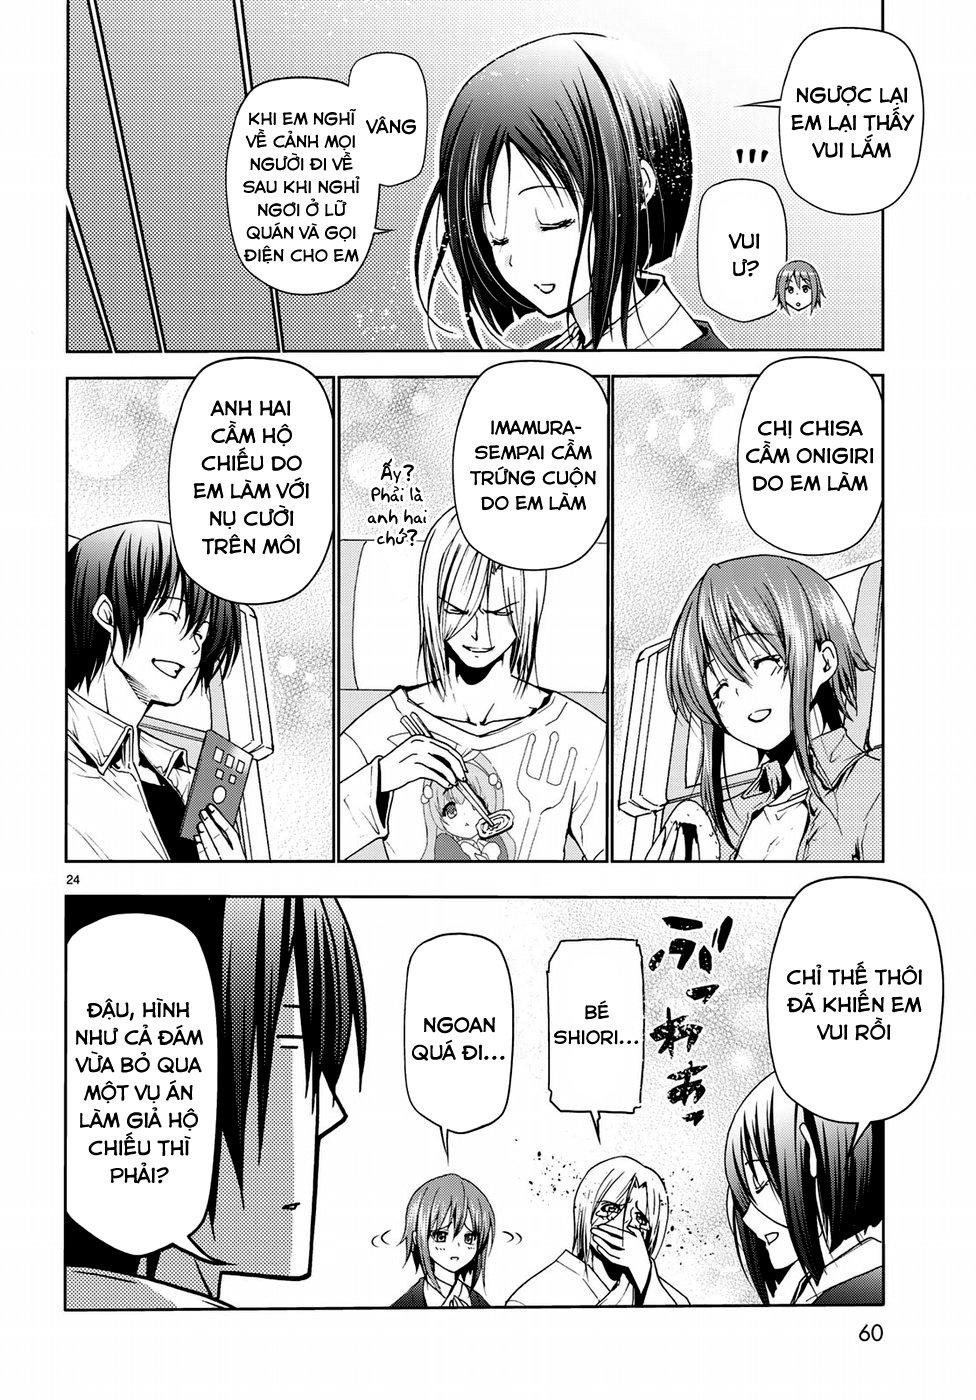 NGƯỢC LẠI
EM LẠI THẤY
VUI LẮM
VUI
Ư?
VÂNG
KHI EM NGHĨ
VỀ CẢNH MỌI
NGƯỜI ĐI VỀ
SAU KHI NGHỈ
NGƠI Ở LỮ
QUÁN VÀ GỌI
ĐIỆN CHO EM
CHỊ CHISA
CẦM ONIGIRI
DO EM LÀM
IMAMURA-
SEMPAI CẦM
TRỨNG CUỘN
DO EM LÀM
Ấy?
Phải là
anh hai
chứ?
ANH HAI
CẦM HỘ
CHIẾU DO
EM LÀM VỚI
NỤ CƯỜI
TRÊN MÔI
24
CHỈ THẾ THÔI
ĐÃ KHIẾN EM
VUI RỒI
BÉ
SHIORI...
NGOAN
QUÁ ĐI...
ĐẬU, HÌNH
NHƯ CẢ ĐÁM
VỪA BỎ QUA
MỘT VỤ ÁN
LÀM GIẢ HỘ
CHIẾU THÌ
PHẢI?
60